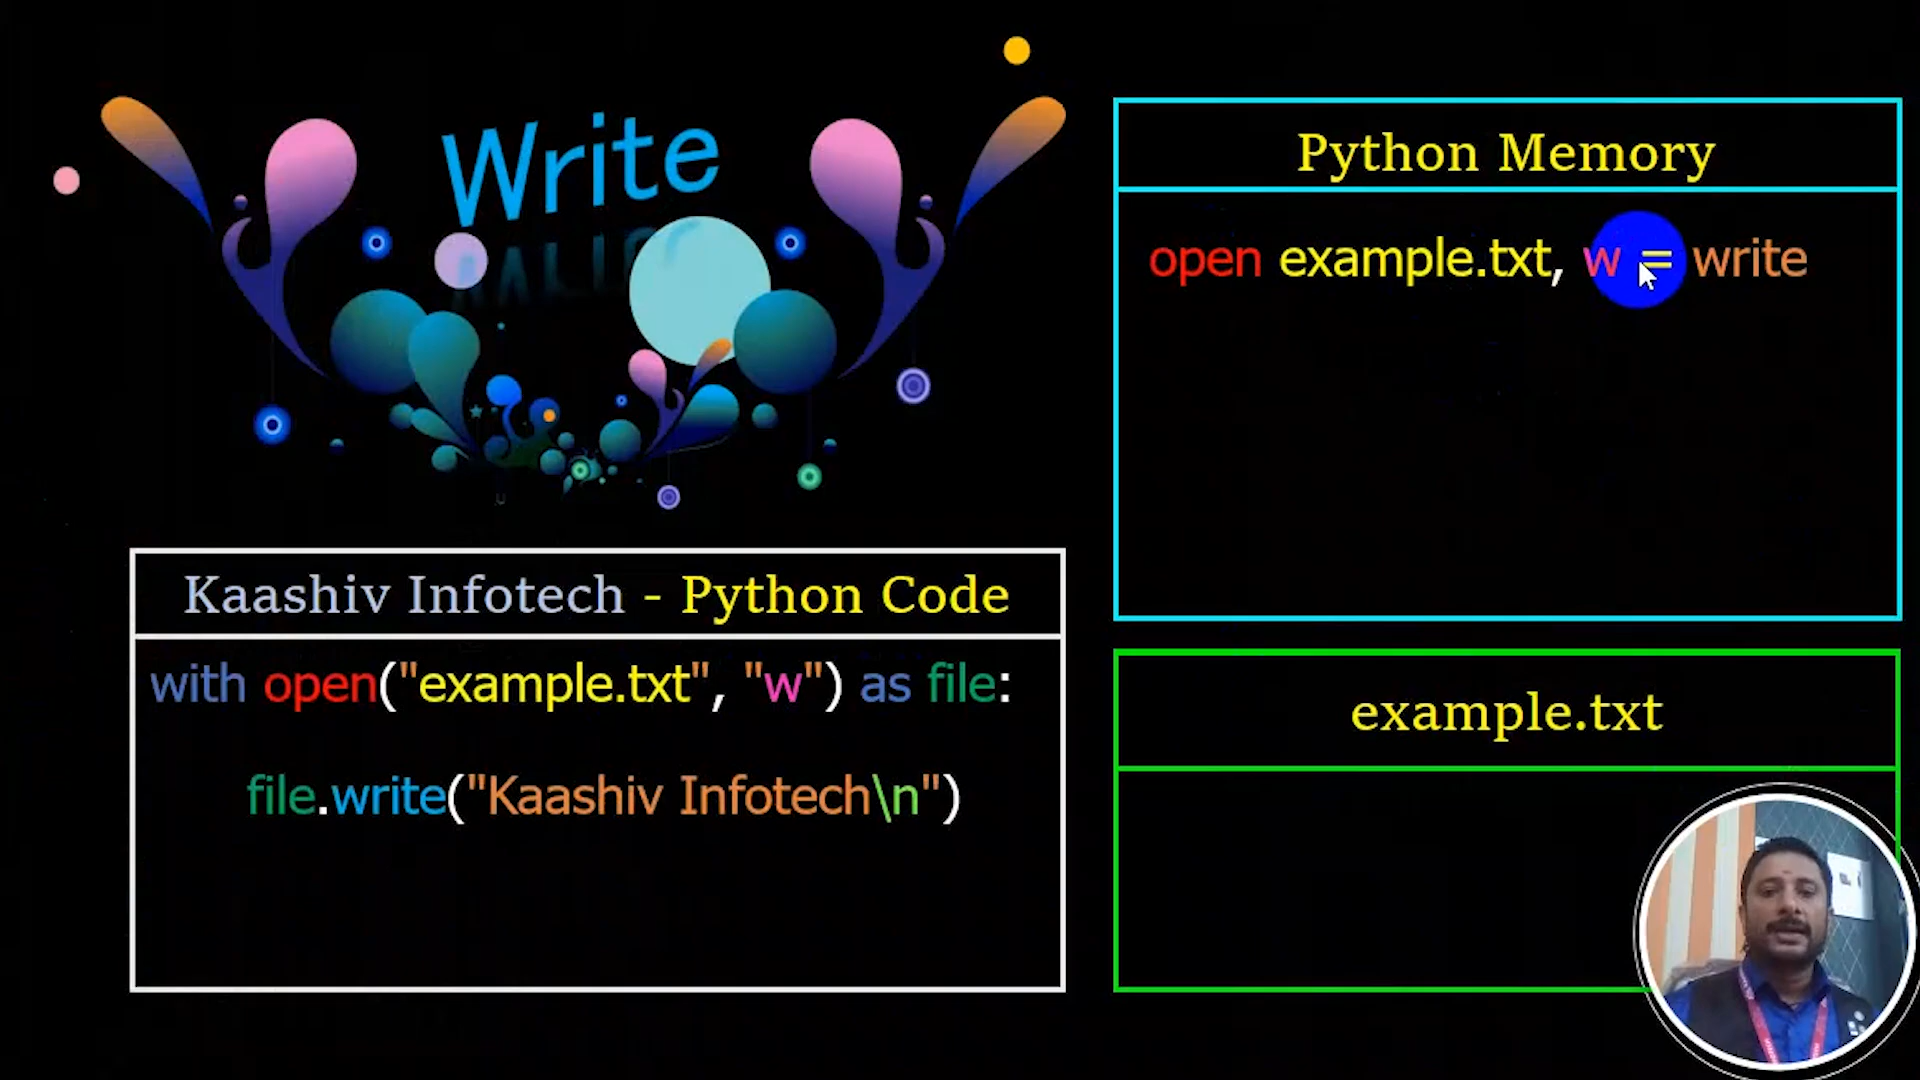 Write
Python Memory
open example.txt, w = write
Kaashiv Infotech - Python Code
with open("example.txt", "w") as file:
file.write("Kaashiv Infotech\n")
example.txt